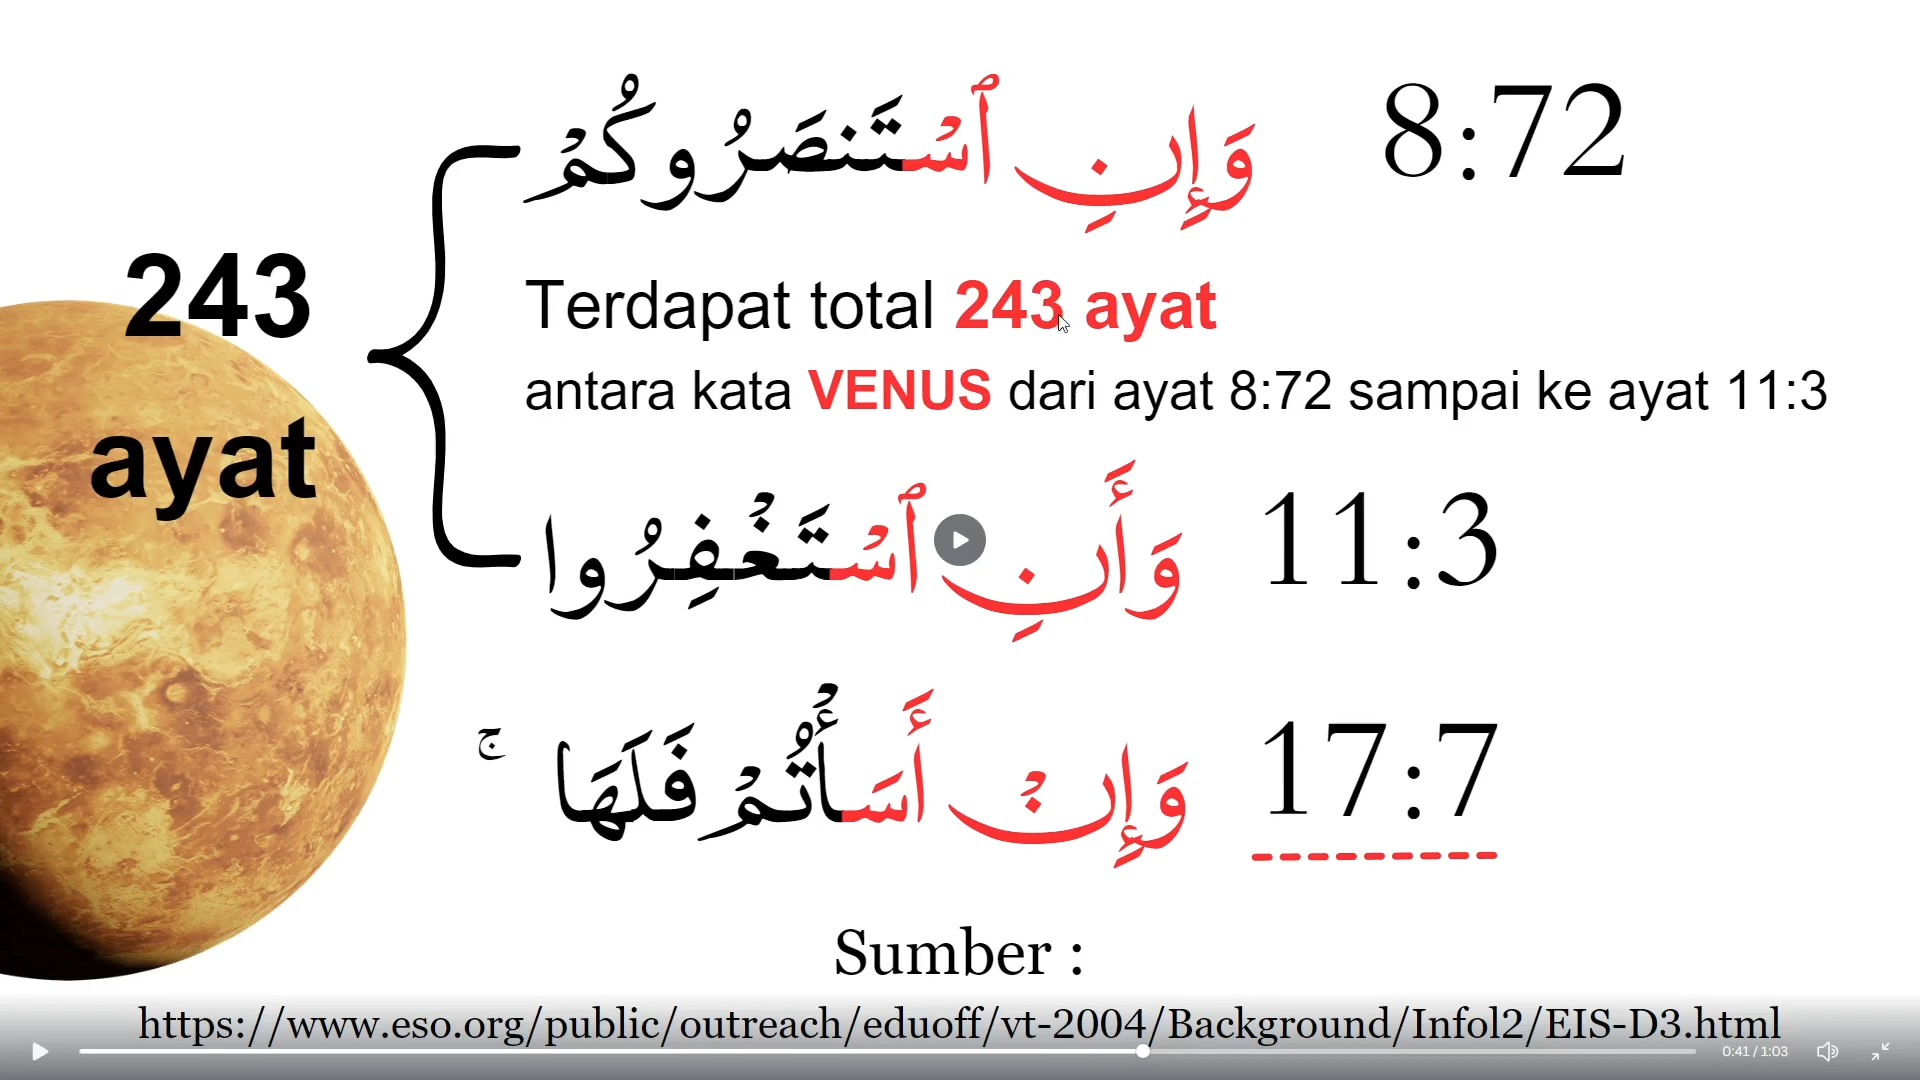 وَإِنِ ٱسْتَنصَرُوكُمْ 8:72
243 ayat
Terdapat total 243 ayat
antara kata VENUS dari ayat 8:72 sampai ke ayat 11:3
وَأَنِ ٱسْتَغْفِرُوا 11:3
وَإِنْ أَسَأْتُمْ فَلَهَا ۚ 17:7
Sumber :
https://www.eso.org/public/outreach/eduoff/vt-2004/Background/Infol2/EIS-D3.html
0:41 / 1:03